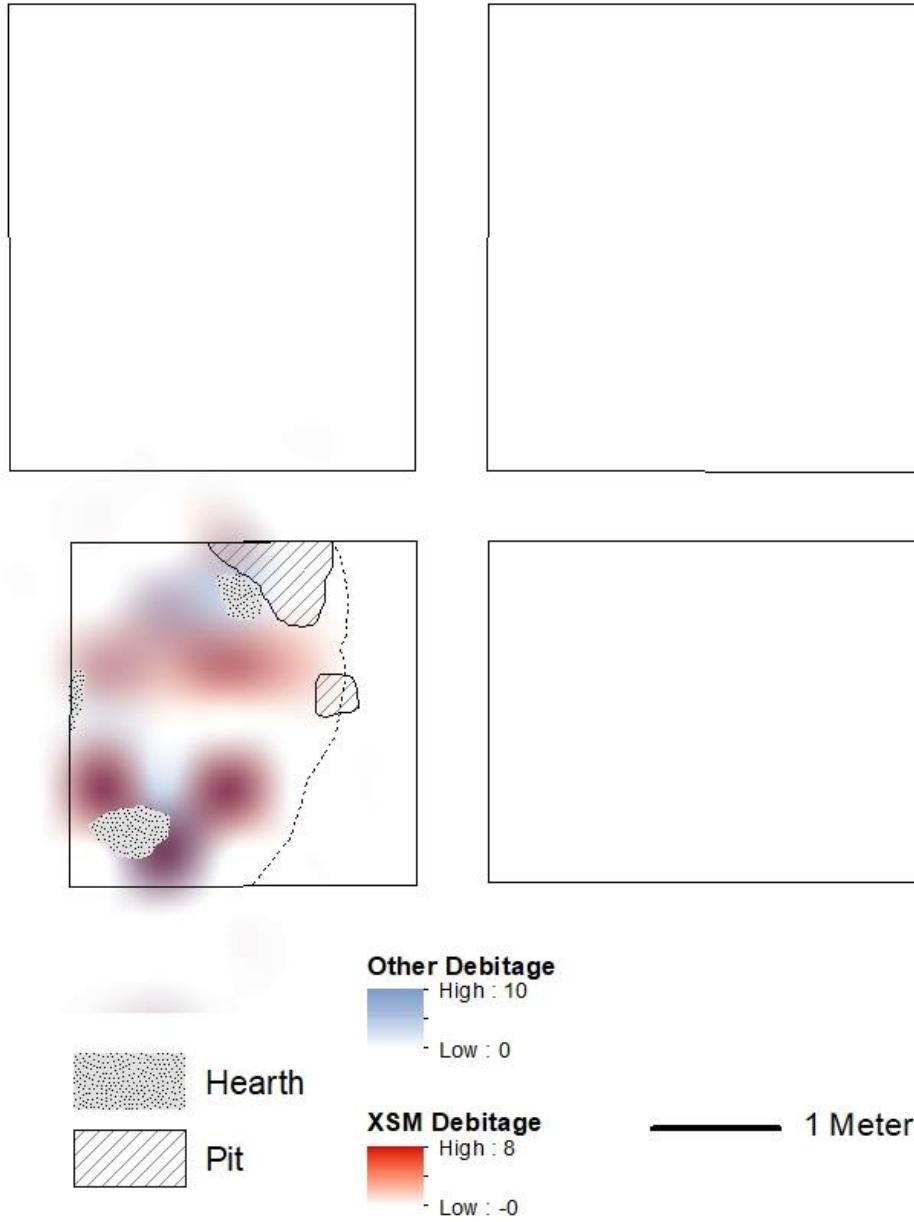 Other Debitage
High : 10
Low : 0
Hearth
Pit
XSM Debitage
High : 8
Low : -0
1 Meter